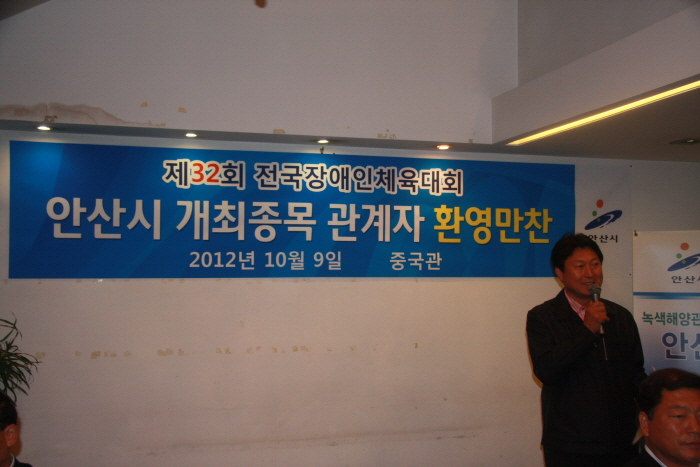 제32회 전국장애인체육대회
안산시 개최종목 관계자 환영만찬
2012년 10월 9일 중국관
안산시
안산시
녹색해양관
안산